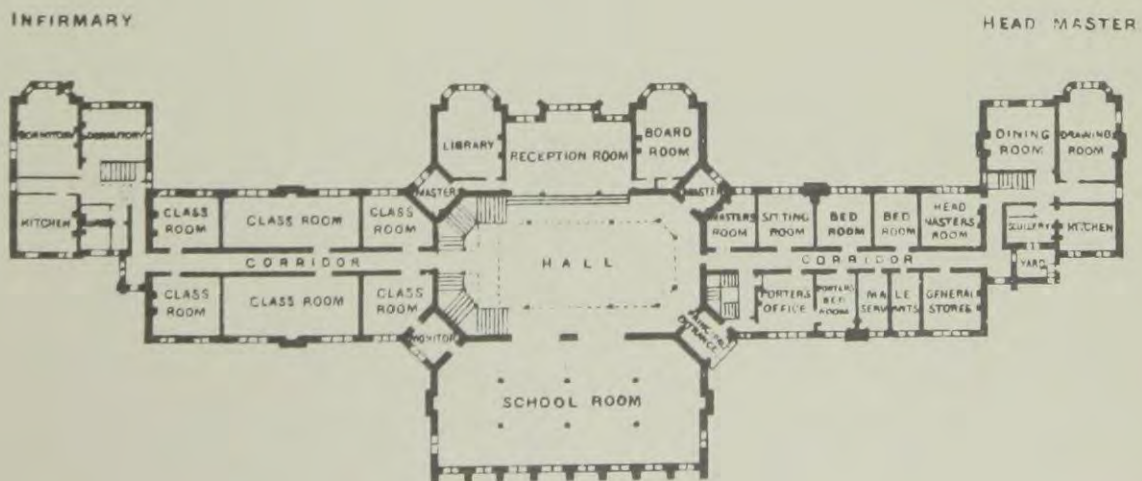 INFIRMARY
HEAD MASTER
DORMITORY
DORMITORY
LIBRARY
RECEPTION ROOM
BOARD
ROOM
DINING
ROOM
DRAWING
ROOM
MASTER
MASTER
KITCHEN
CLASS
ROOM
CLASS ROOM
CLASS
ROOM
MASTERS
ROOM
SITTING
ROOM
BED
ROOM
BED
ROOM
HEAD
MASTERS
ROOM
SCULLERY
KITCHEN
CORRIDOR
HALL
CORRIDOR
YARD
CLASS
ROOM
CLASS ROOM
CLASS
ROOM
MONITOR
PRINCIPAL
ENTRANCE
PORTERS
OFFICE
PORTERS
BED
ROOM
MALE
SERVANTS
GENERAL
STORES
SCHOOL ROOM